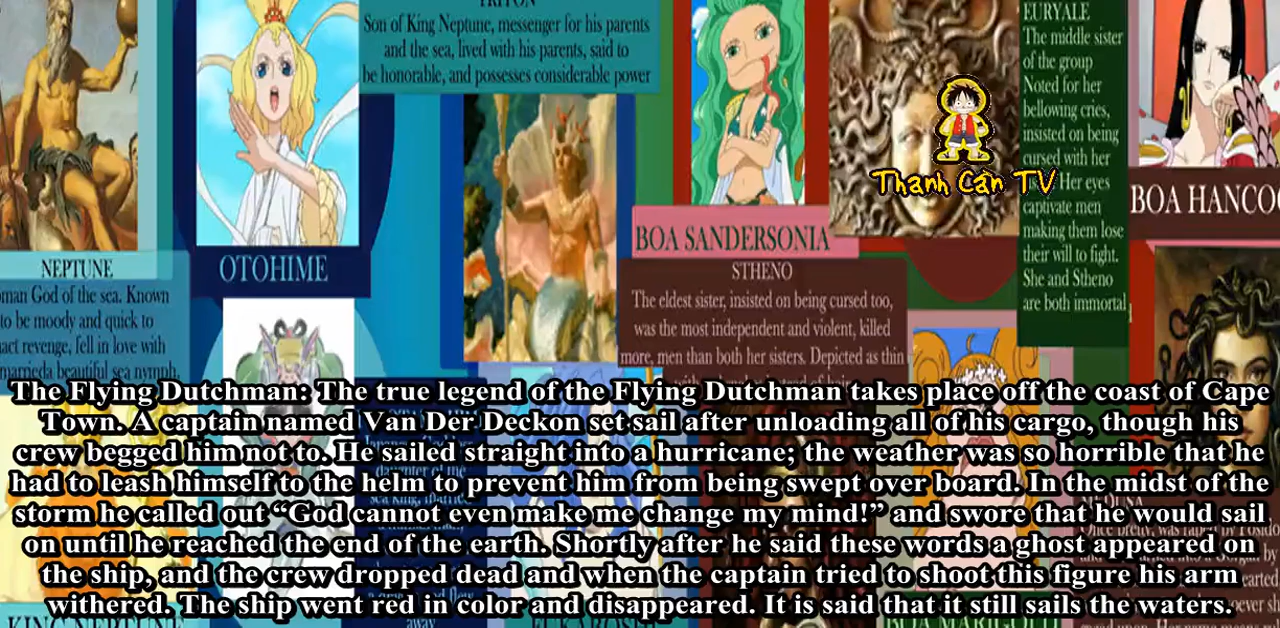 TRITON
Son of King Neptune, messenger for his parents
and the sea, lived with his parents, said to
be honorable, and possesses considerable power
EURYALE
The middle sister
of the group
Noted for her
bellowing cries,
insisted on being
cursed with her
Her eyes
captivate men
making them lose
their will to fight.
She and Stheno
are both immortal
Thanh Cân TV
BOA HANCO
BOA SANDERSONIA
STHENO
The eldest sister, insisted on being cursed too,
was the most independent and violent, killed
more, men than both her sisters. Depicted as thin
NEPTUNE
man God of the sea. Known
to be moody and quick to
act revenge, fell in love with
marrieda beautiful sea nymph.
OTOHIME
The Flying Dutchman: The true legend of the Flying Dutchman takes place off the coast of Cape
Town. A captain named Van Der Deckon set sail after unloading all of his cargo, though his
crew begged him not to. He sailed straight into a hurricane; the weather was so horrible that he
had to leash himself to the helm to prevent him from being swept over board. In the midst of the
storm he called out “God cannot even make me change my mind!” and swore that he would sail
on until he reached the end of the earth. Shortly after he said these words a ghost appeared on
the ship, and the crew dropped dead and when the captain tried to shoot this figure his arm
withered. The ship went red in color and disappeared. It is said that it still sails the waters.
MEDUSA
KING NEPTUNE
away
BOA MARIGOLD